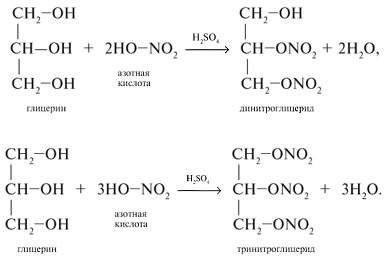 CH₂–OH CH₂–OH
H₂SO₄
CH–OH + 2HO–NO₂ → CH–ONO₂ + 2H₂O,
азотная
кислота
CH₂–OH CH₂–ONO₂
глицерин динитроглицерид
CH₂–OH CH₂–ONO₂
H₂SO₄
CH–OH + 3HO–NO₂ → CH–ONO₂ + 3H₂O.
азотная
кислота
CH₂–OH CH₂–ONO₂
глицерин тринитроглицерид